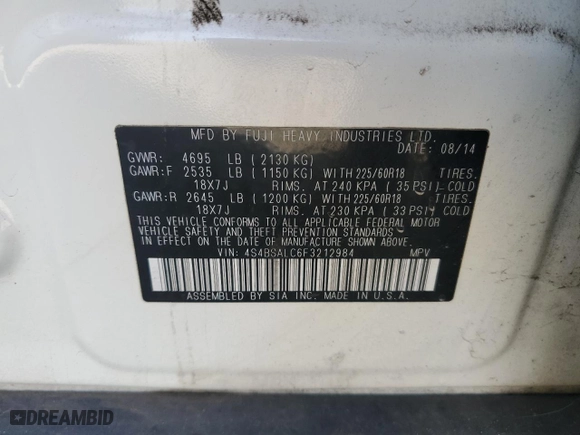 MFD BY FUJI HEAVY INDUSTRIES LTD.
DATE: 08/14
GVWR: 4695 LB (2130 KG)
GAWR:F 2535 LB (1150 KG) WITH 225/60R18 TIRES.
18X7J RIMS. AT 240 KPA (35 PSI) COLD
GAWR:R 2645 LB (1200 KG) WITH 225/60R18 TIRES.
18X7J RIMS. AT 230 KPA (33 PSI) COLD
THIS VEHICLE CONFORMS TO ALL APPLICABLE FEDERAL MOTOR
VEHICLE SAFETY STANDARDS IN EFFECT ON THE DATE OF
MANUFACTURE SHOWN ABOVE.
VIN: 4S4BSALC6F3212984 MPV
ASSEMBLED BY SIA INC. MADE IN U.S.A.
DREAMBID